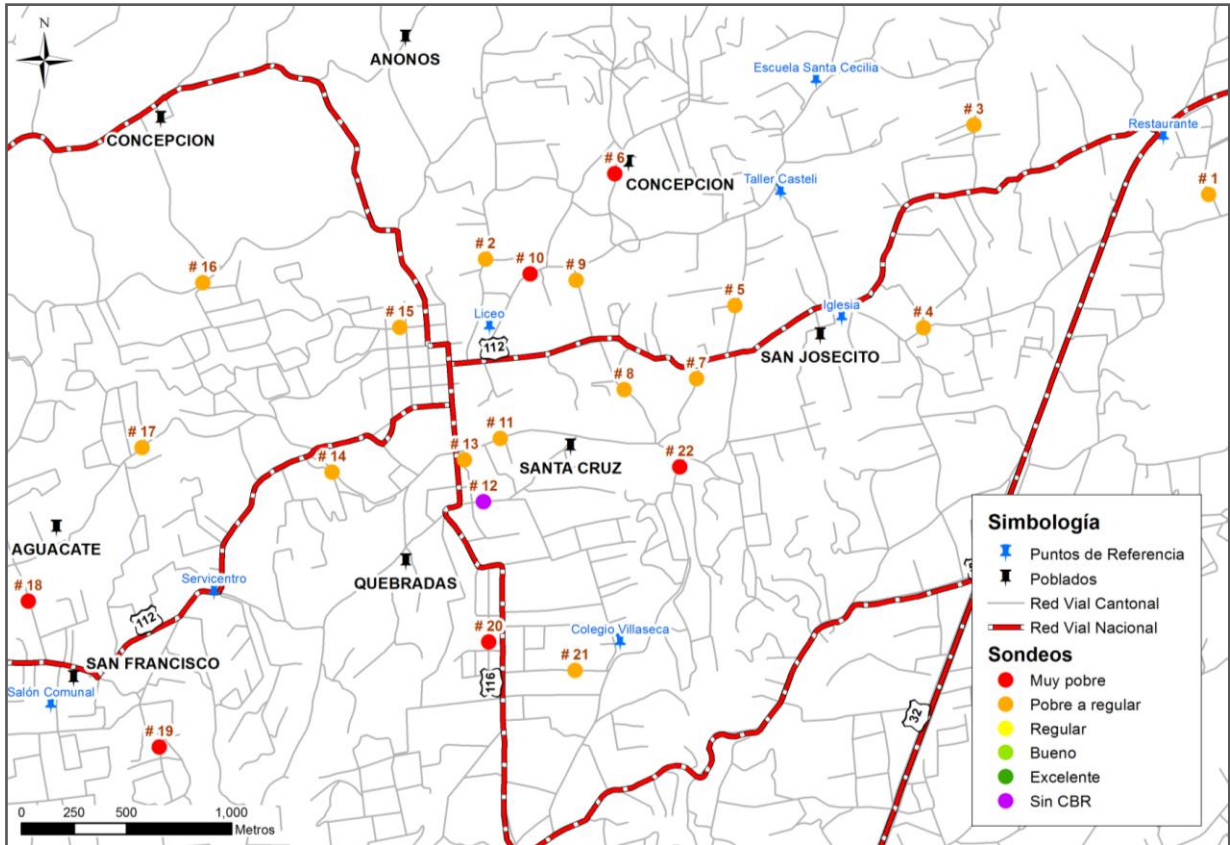 N
ANONOS
Escuela Santa Cecilia
# 3
Restaurante
CONCEPCION
# 6
CONCEPCION
Taller Casteli
# 1
# 2
# 10
# 9
# 16
# 5
# 15
Liceo
Iglesia
# 4
112
SAN JOSECITO
# 7
# 8
# 17
# 11
# 13
SANTA CRUZ
# 22
# 14
# 12
AGUACATE
QUEBRADAS
# 18
Servicentro
112
# 20
Colegio Villaseca
SAN FRANCISCO
# 21
116
Salón Comunal
32
# 19
0 250 500 1,000
Metros
Simbología
Puntos de Referencia
Poblados
Red Vial Cantonal
Red Vial Nacional
Sondeos
Muy pobre
Pobre a regular
Regular
Bueno
Excelente
Sin CBR